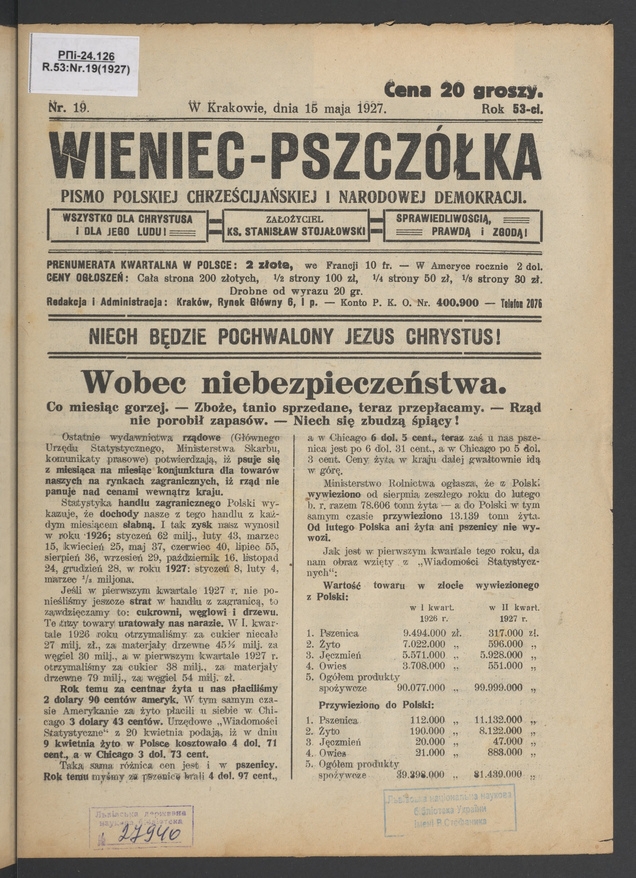 РПі-24.126
R.53:Nr.19(1927)
Cena 20 groszy.
Nr. 19.
W Krakowie, dnia 15 maja 1927.
Rok 53-ci.
WIENIEC-PSZCZÓŁKA
PISMO POLSKIEJ CHRZEŚCIJAŃSKIEJ I NARODOWEJ DEMOKRACJI.
WSZYSTKO DLA CHRYSTUSA
I DLA JEGO LUDU!
ZAŁOŻYCIEL
KS. STANISŁAW STOJAŁOWSKI
SPRAWIEDLIWOŚCIĄ,
PRAWDĄ i ZGODĄ!
PRENUMERATA KWARTALNA W POLSCE: 2 złote, we Francji 10 fr. — W Ameryce rocznie 2 dol.
CENY OGŁOSZEŃ: Cała strona 200 złotych, 1/2 strony 100 zł, 1/4 strony 50 zł, 1/8 strony 30 zł.
Drobne od wyrazu 20 gr.
Redakcja i Administracja: Kraków, Rynek Główny 6, I p. — Konto P. K. O. Nr. 400.900 — Telefon 2076
NIECH BĘDZIE POCHWALONY JEZUS CHRYSTUS!
Wobec niebezpieczeństwa.
Co miesiąc gorzej. — Zboże, tanio sprzedane, teraz przepłacamy. — Rząd
nie porobił zapasów. — Niech się zbudzą śpiący!
Ostatnie wydawnictwa rządowe (Głównego
Urzędu Statystycznego, Ministerstwa Skarbu,
komunikaty prasowe) potwierdzają, iż psuje się
z miesiąca na miesiąc konjunktura dla towarów
naszych na rynkach zagranicznych, iż rząd nie
panuje nad cenami wewnątrz kraju.
Statystyka handlu zagranicznego Polski wy-
kazuje, że dochody nasze z tego handlu z każ-
dym miesiącem słabną. I tak zysk nasz wynosił
w roku 1926; styczeń 62 milj., luty 43, marzec
15, kwiecień 25, maj 37, czerwiec 40, lipiec 55,
sierpień 36, wrzesień 29, październik 16, listopad
24, grudzień 28, w roku 1927: styczeń 8, luty 4,
marzec miljona.
Jeśli w pierwszym kwartale 1927 r. nie po-
nieśliśmy jeszcze strat w handlu z zagranicą, to
zawdzięczamy to: cukrowni, węglowi i drzewu.
Te trzy towary uratowały nas narazie. W I. kwar-
tale 1926 roku otrzymaliśmy za cukier niecałe
27 milj. zł., za materjały drzewne 45½ milj. za
węgiel 30 milj., a w pierwszym kwartale 1927 r.
otrzymaliśmy za cukier 38 milj., za materjały
drzewne 79 milj., za węgiel 54 milj. zł.
Rok temu za centnar żyta u nas płaciliśmy
2 dolary 90 centów ameryk. W tym samym cza-
sie Amerykanie za żyto płacili u siebie w Chi-
cago 3 dolary 43 centów. Urzędowe „Wiadomości
Statystyczne" z 20 kwietnia podają, iż w dniu
9 kwietnia żyto w Polsce kosztowało 4 dol. 71
cent., a w Chicago 3 dol. 73 cent.
Taka sama różnica cen jest i w pszenicy.
Rok temu myśmy za pszenicę brali 4 dol. 97 cent.,
a w Chicago 6 dol. 5 cent., teraz zaś u nas psze-
nica jest po 6 dol. 31 cent., a w Chicago po 5 dol.
3 cent. Ceny żyta w kraju dalej gwałtownie idą
w górę.
Ministerstwo Rolnictwa ogłasza, że z Polski
wywieziono od sierpnia zeszłego roku do lutego
b. r. razem 78.606 tonn żyta — a do Polski w tym
samym czasie przywieziono 13.139 tonn żyta.
Od lutego Polska ani żyta ani pszenicy nie wy-
wozi.
Jak jest w pierwszym kwartale tego roku, da
nam obraz wzięty z „Wiadomości Statystycz-
nych":
Wartość towaru w złocie wywiezionego
z Polski:
w I kwart. w II kwart.
1926 r. 1927 r.
1. Pszenica 9.494.000 zł. 317.000 zł.
2. Żyto 7.022.000 „ 596.000 „
3. Jęczmień 5.571.000 „ 5.928.000 „
4. Owies 3.708.000 „ 551.000 „
5. Ogółem produkty
spożywcze 90.077.000 „ 99.999.000 „
Przywieziono do Polski:
1. Pszenica 112.000 „ 11.132.000 „
2. Żyto 190.000 „ 8.122.000 „
3. Jęczmień 20.000 „ 47.000 „
4. Owies 21.000 „ 883.000 „
5. Ogółem produkty
spożywcze 39.298.000 „ 81.439.000 „
Львівська державна
наукова бібліотека
№ 27946
Львівська національна наукова
бібліотека України
імені В.Стефаника